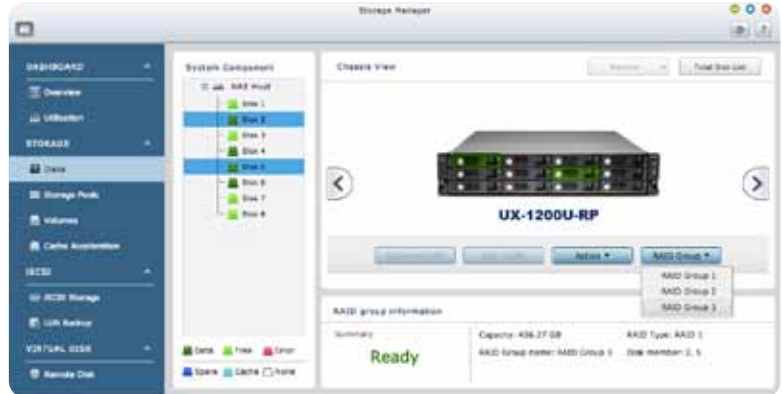 Storage Manager
DASHBOARD
Overview
Utilization
STORAGE
Disks
Storage Pools
Volumes
Cache Acceleration
iSCSI
iSCSI Storage
LUN Backup
VIRTUAL DISK
Remote Disk
System Component
NAS Host
Disk 1
Disk 2
Disk 3
Disk 4
Disk 5
Disk 6
Disk 7
Disk 8
Data Free Error
Spare Cache None
Chassis View
Total Disk List
UX-1200U-RP
Action
RAID Group
RAID Group 1
RAID Group 2
RAID Group 3
RAID group information
Summary
Ready
Capacity: 436.27 GB
RAID Type: RAID 1
RAID Group name: RAID Group 3
Disk member: 2, 5